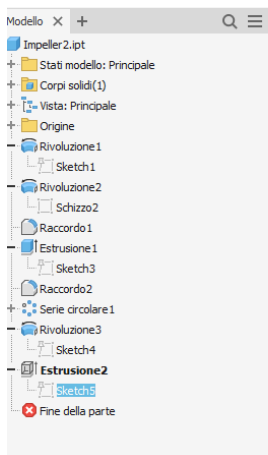 Modello
Impeller2.ipt
Stati modello: Principale
Corpi solidi(1)
Vista: Principale
Origine
Rivoluzione1
Sketch1
Rivoluzione2
Schizzo2
Raccordo1
Estrusione1
Sketch3
Raccordo2
Serie circolare1
Rivoluzione3
Sketch4
Estrusione2
Sketch5
Fine della parte